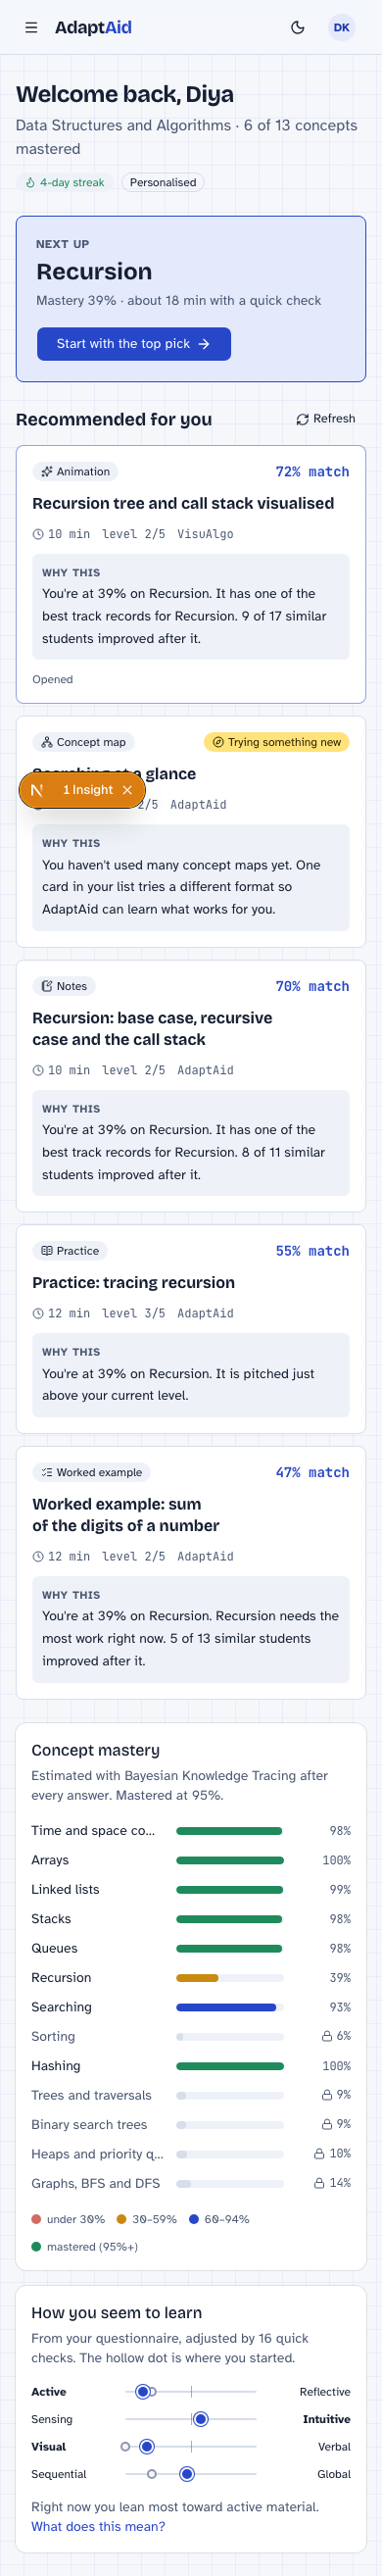 AdaptAid
DK
Welcome back, Diya
Data Structures and Algorithms · 6 of 13 concepts
mastered
4-day streak
Personalised
NEXT UP
Recursion
Mastery 39% · about 18 min with a quick check
Start with the top pick →
Recommended for you
Refresh
Animation
72% match
Recursion tree and call stack visualised
10 min level 2/5 VisuAlgo
WHY THIS
You're at 39% on Recursion. It has one of the
best track records for Recursion. 9 of 17 similar
students improved after it.
Opened
Concept map
Trying something new
a glance
1 Insight
2/5 AdaptAid
WHY THIS
You haven't used many concept maps yet. One
card in your list tries a different format so
AdaptAid can learn what works for you.
Notes
70% match
Recursion: base case, recursive
case and the call stack
10 min level 2/5 AdaptAid
WHY THIS
You're at 39% on Recursion. It has one of the
best track records for Recursion. 8 of 11 similar
students improved after it.
Practice
55% match
Practice: tracing recursion
12 min level 3/5 AdaptAid
WHY THIS
You're at 39% on Recursion. It is pitched just
above your current level.
Worked example
47% match
Worked example: sum
of the digits of a number
12 min level 2/5 AdaptAid
WHY THIS
You're at 39% on Recursion. Recursion needs the
most work right now. 5 of 13 similar students
improved after it.
Concept mastery
Estimated with Bayesian Knowledge Tracing after
every answer. Mastered at 95%.
Time and space co... 98%
Arrays 100%
Linked lists 99%
Stacks 98%
Queues 98%
Recursion 39%
Searching 93%
Sorting 6%
Hashing 100%
Trees and traversals 9%
Binary search trees 9%
Heaps and priority q... 10%
Graphs, BFS and DFS 14%
under 30% 30–59% 60–94%
mastered (95%+)
How you seem to learn
From your questionnaire, adjusted by 16 quick
checks. The hollow dot is where you started.
Active Reflective
Sensing Intuitive
Visual Verbal
Sequential Global
Right now you lean most toward active material.
What does this mean?